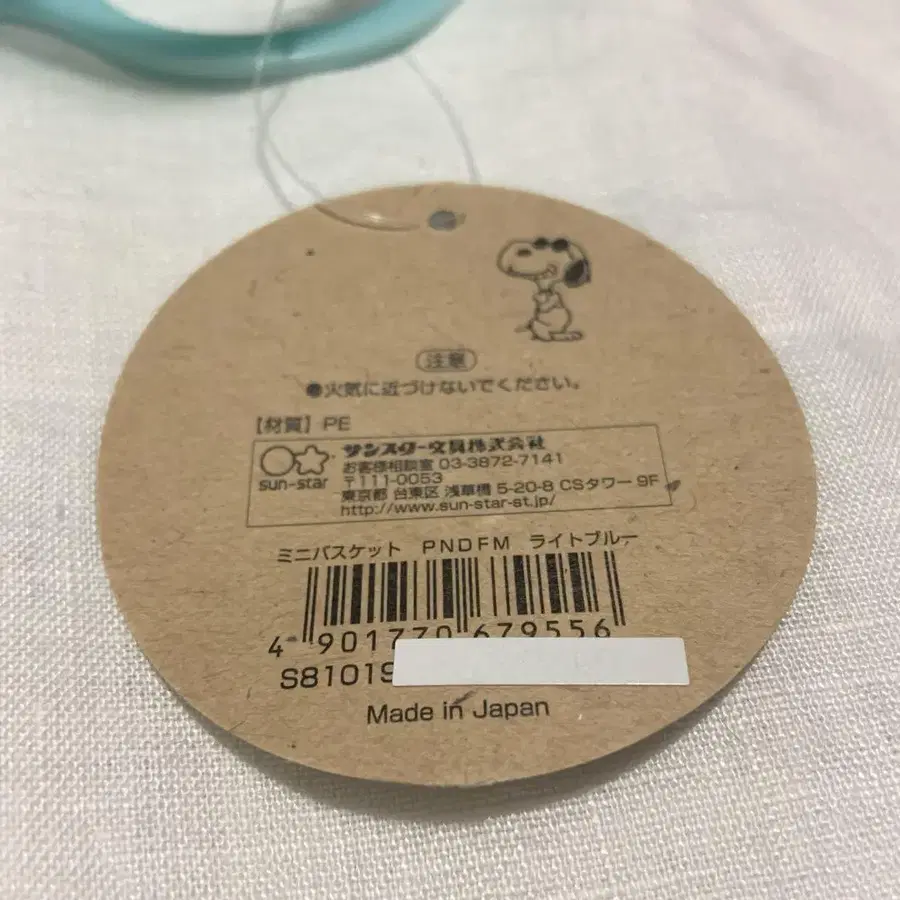 注意
●火気に近づけないでください。
【材質】PE
sun-star
サンスター文具株式会社
お客様相談室 03-3872-7141
〒111-0053
東京都 台東区 浅草橋 5-20-8 CSタワー 9F
http://www.sun-star-st.jp/
ミニバスケット PNDFM ライトブルー
4 901770 679556
S81019
Made in Japan